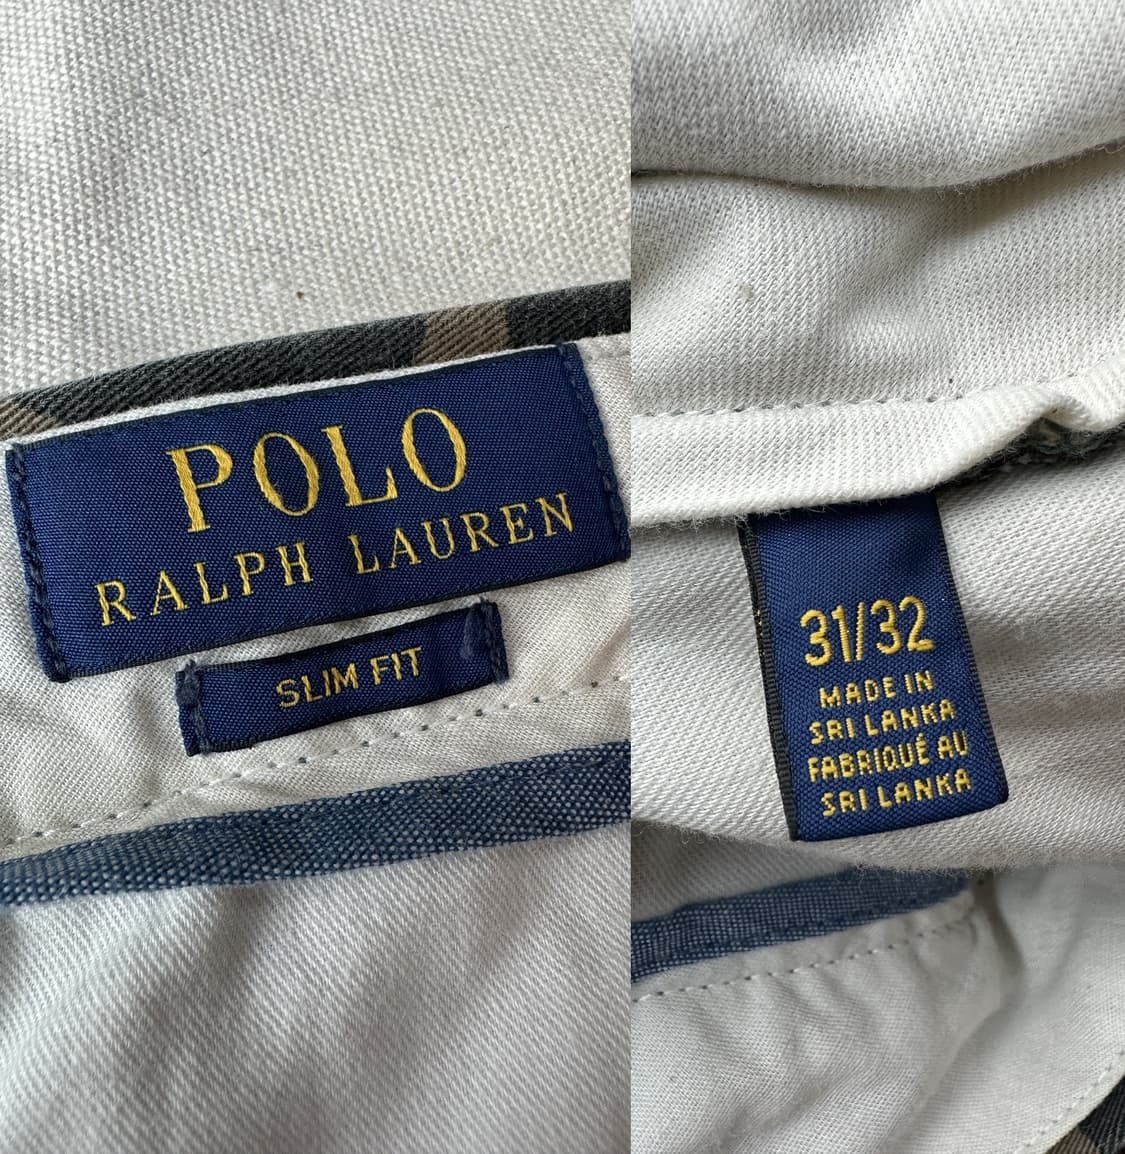 POLO
RALPH LAUREN
SLIM FIT
31/32
MADE IN
SRI LANKA
FABRIQUÉ AU
SRI LANKA